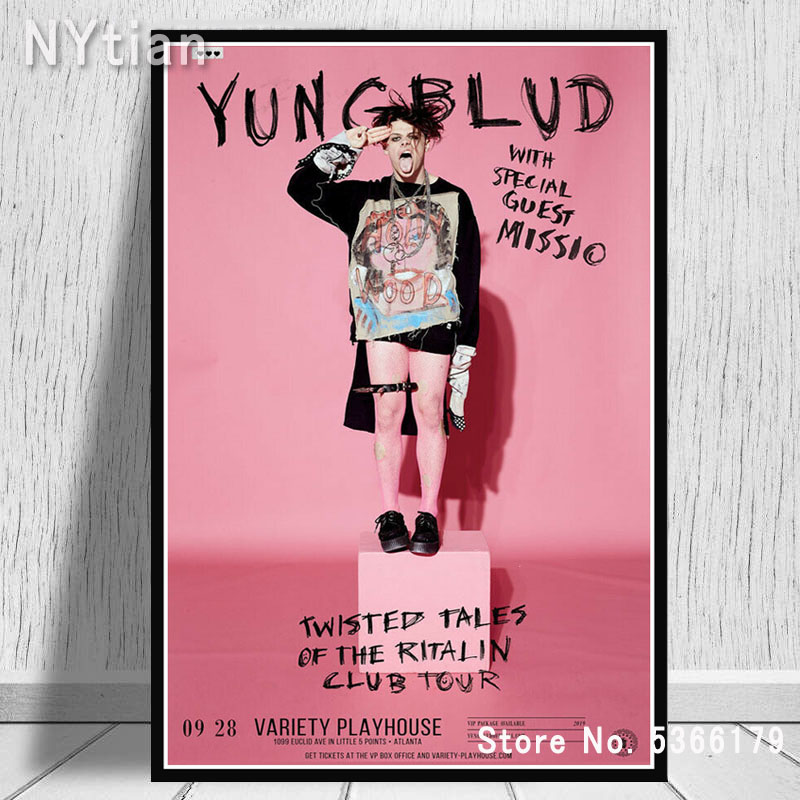 NYtian
YUNGBLUD
WITH
SPECIAL
GUEST
MISSIO
WOOD
TWISTED TALES
OF THE RITALIN
CLUB TOUR
09 28 VARIETY PLAYHOUSE
1099 EUCLID AVE IN LITTLE 5 POINTS • ATLANTA
VIP PACKAGE AVAILABLE 2019
GET TICKETS AT THE VP BOX OFFICE AND VARIETY-PLAYHOUSE.COM
Store No. 5366179